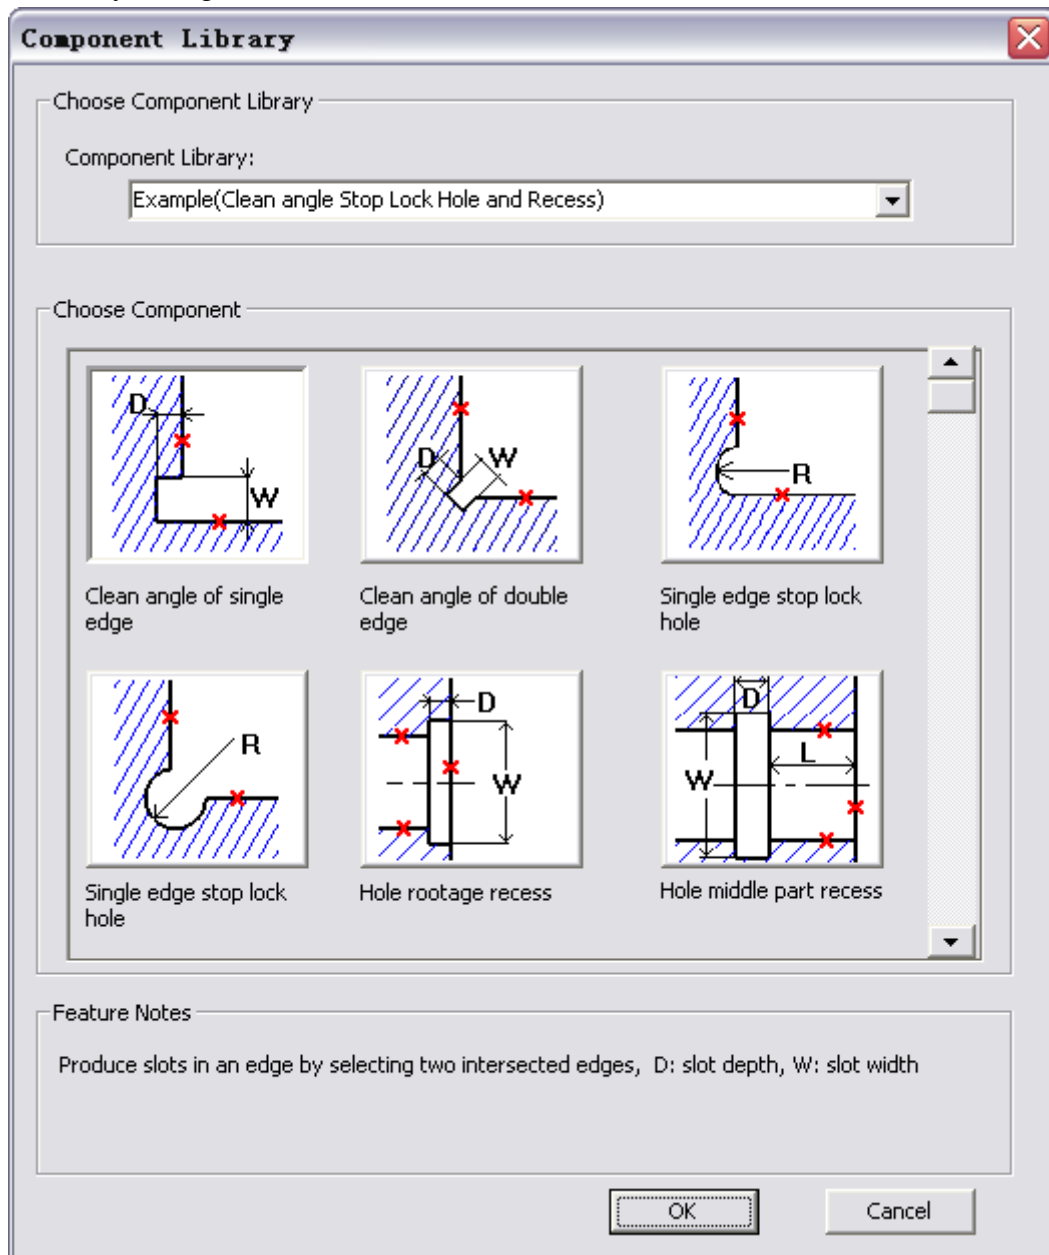 Component Library
Choose Component Library
Component Library:
Example(Clean angle Stop Lock Hole and Recess)
Choose Component
D
W
D
W
R
Clean angle of single
edge
Clean angle of double
edge
Single edge stop lock
hole
R
D
W
D
L
W
Single edge stop lock
hole
Hole rootage recess
Hole middle part recess
Feature Notes
Produce slots in an edge by selecting two intersected edges,  D: slot depth, W: slot width
OK
Cancel